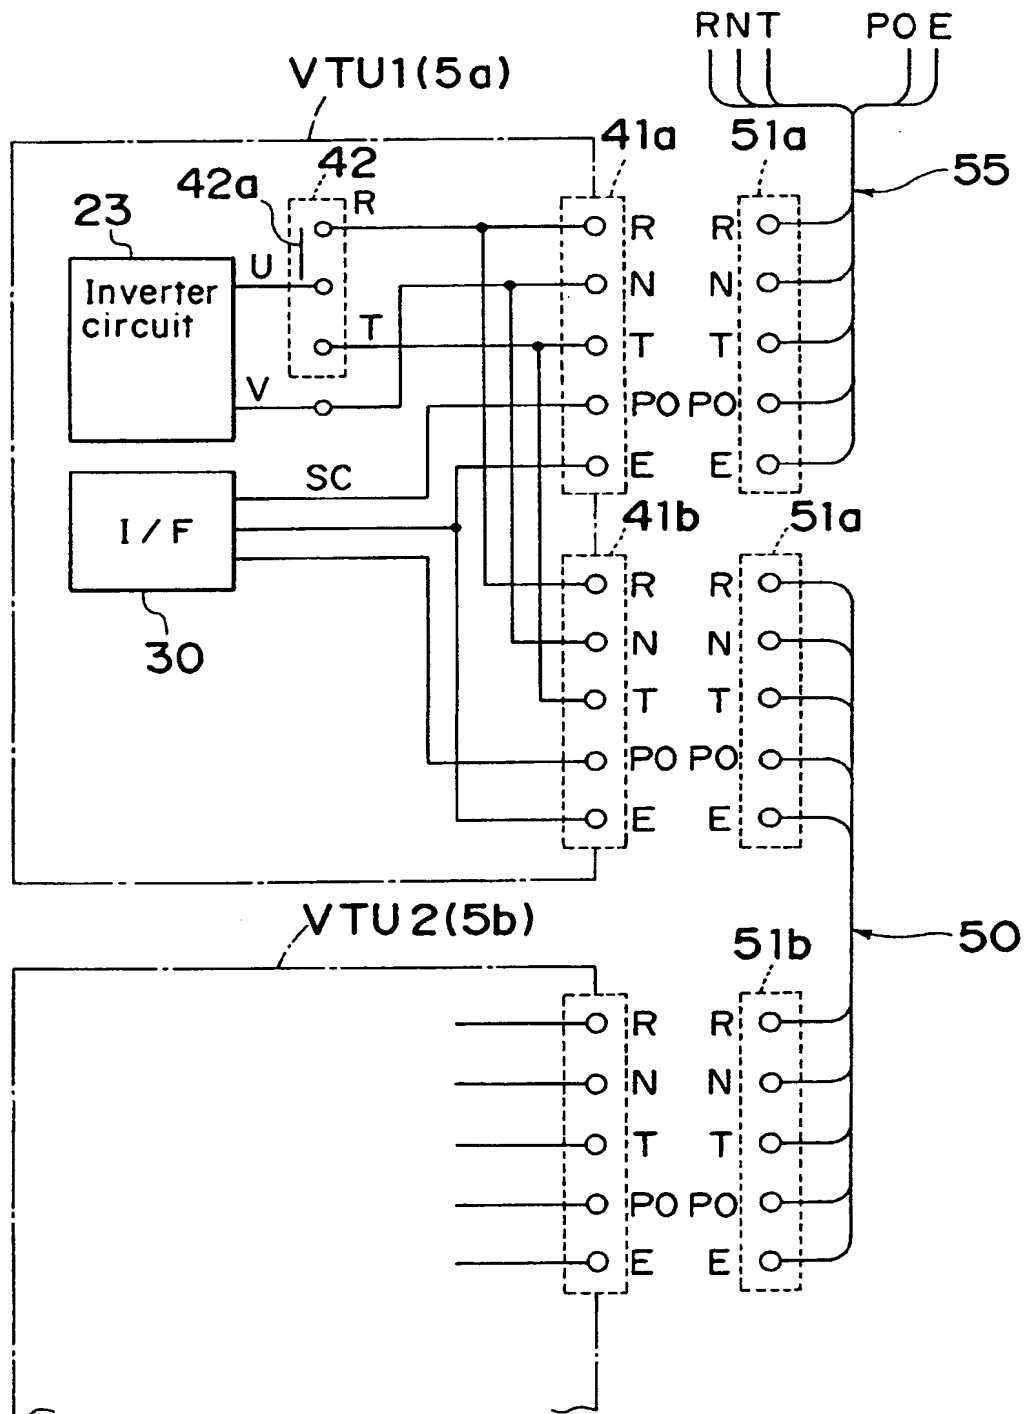 R N T PO E
VTU1(5a)
41a 51a
55
42
42a R
23
R R
U
Inverter
circuit
N N
T
T T
V
PO PO
E E
SC
I/F
41b 51a
R R
30
N N
T T
PO PO
E E
VTU2(5b)
50
51b
R R
N N
T T
PO PO
E E